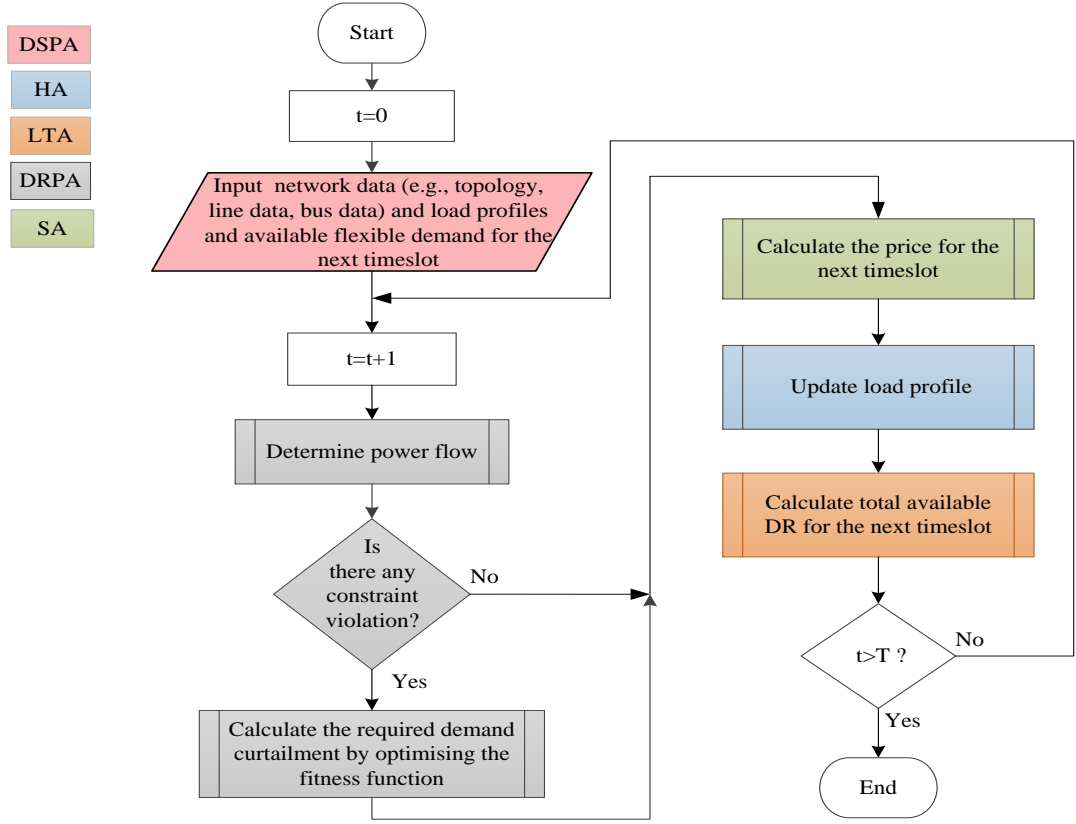 DSPA
HA
LTA
DRPA
SA
Start
t=0
Input network data (e.g., topology,
line data, bus data) and load profiles
and available flexible demand for the
next timeslot
t=t+1
Determine power flow
Is
there any
constraint
violation?
No
Yes
Calculate the required demand
curtailment by optimising the
fitness function
Calculate the price for the
next timeslot
Update load profile
Calculate total available
DR for the next timeslot
t>T ?
No
Yes
End